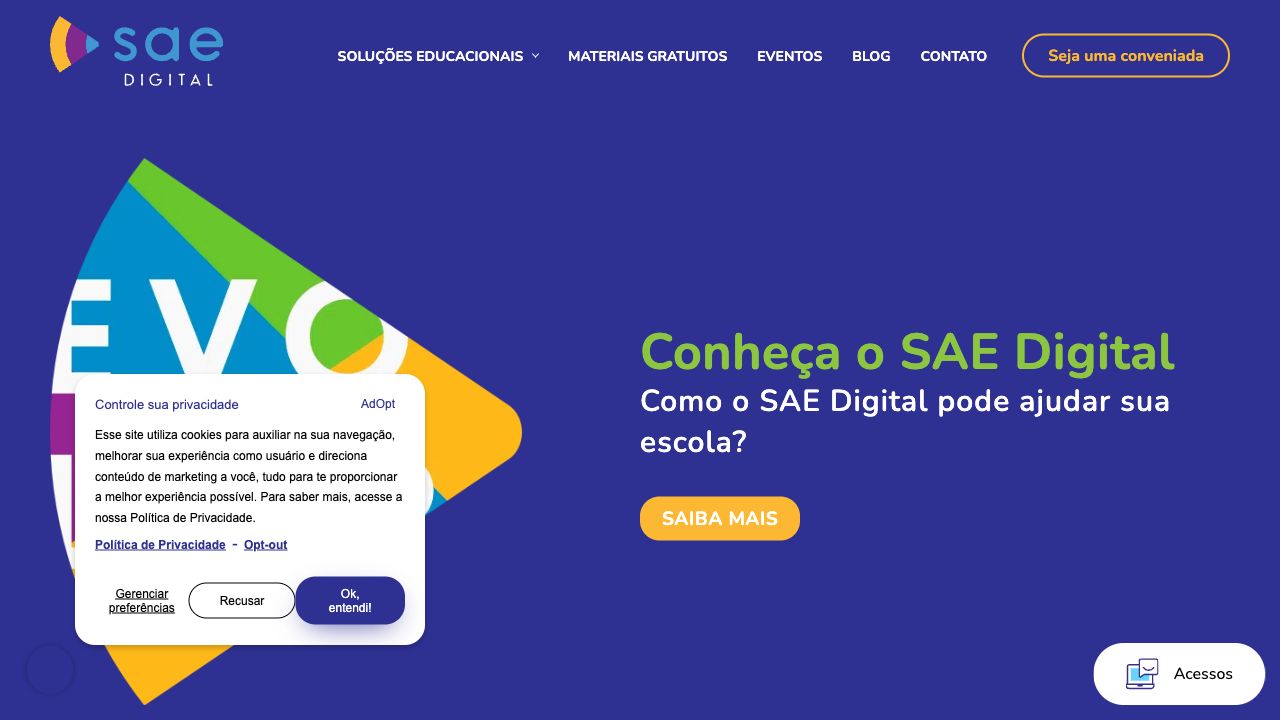 sae
DIGITAL
SOLUÇÕES EDUCACIONAIS
MATERIAIS GRATUITOS
EVENTOS
BLOG
CONTATO
Seja uma conveniada
EVO
Conheça o SAE Digital
Como o SAE Digital pode ajudar sua
escola?
SAIBA MAIS
Controle sua privacidade
AdOpt
Esse site utiliza cookies para auxiliar na sua navegação,
melhorar sua experiência como usuário e direciona
conteúdo de marketing a você, tudo para te proporcionar
a melhor experiência possível. Para saber mais, acesse a
nossa Política de Privacidade.
Política de Privacidade - Opt-out
Gerenciar
preferências
Recusar
Ok,
entendi!
Acessos